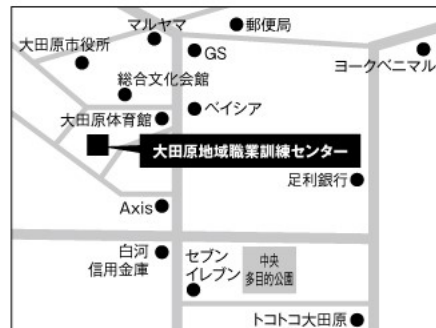 マルヤマ
郵便局
大田原市役所
GS
ヨークベニマル
総合文化会館
ベイシア
大田原体育館
大田原地域職業訓練センター
足利銀行
Axis
白河
信用金庫
セブン
イレブン
中央
多目的公園
トコトコ大田原